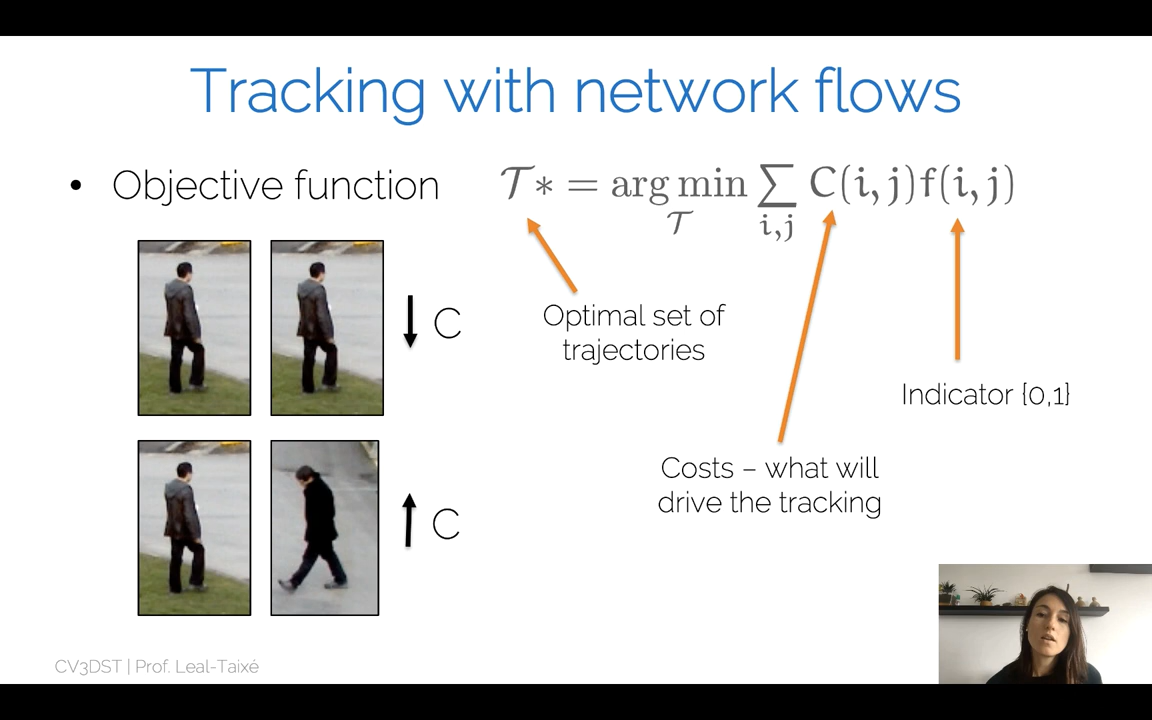 Tracking with network flows
• Objective function
𝒯* = arg min_𝒯 ∑_{i,j} C(i, j)f(i, j)
Optimal set of
trajectories
C
Indicator {0,1}
Costs – what will
drive the tracking
C
CV3DST | Prof. Leal-Taixé